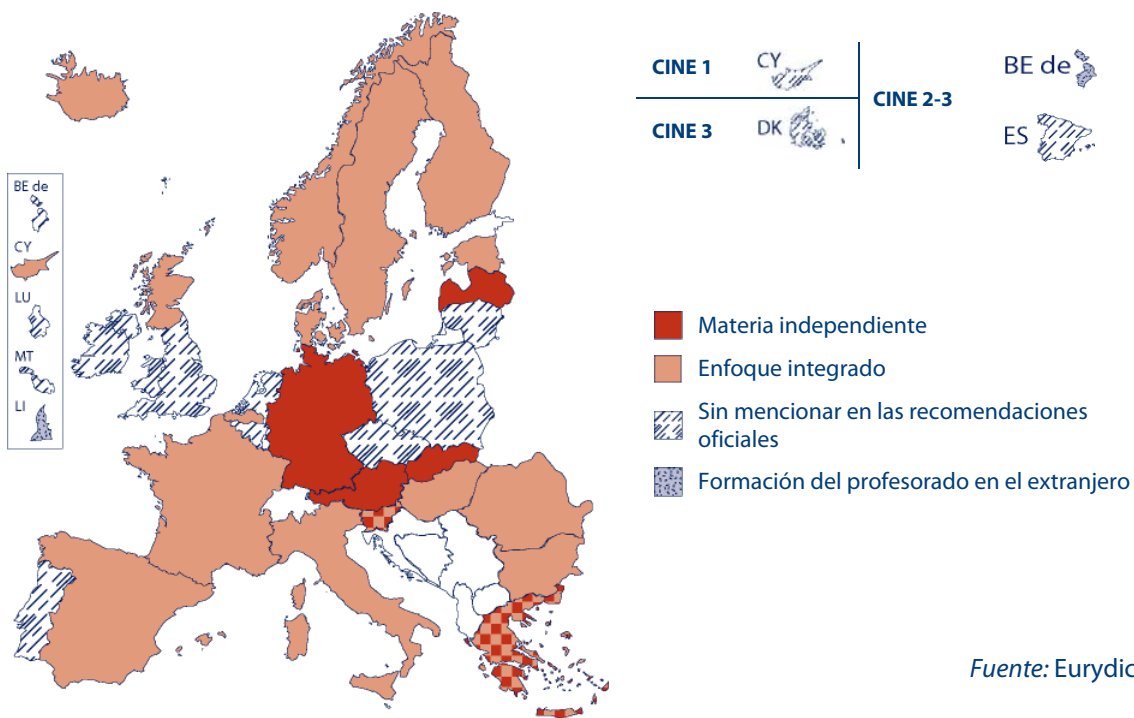 CINE 1
CY
CINE 3
DK
CINE 2-3
BE de
ES
BE de
CY
LU
MT
LI
Materia independiente
Enfoque integrado
Sin mencionar en las recomendaciones
oficiales
Formación del profesorado en el extranjero
Fuente: Eurydic